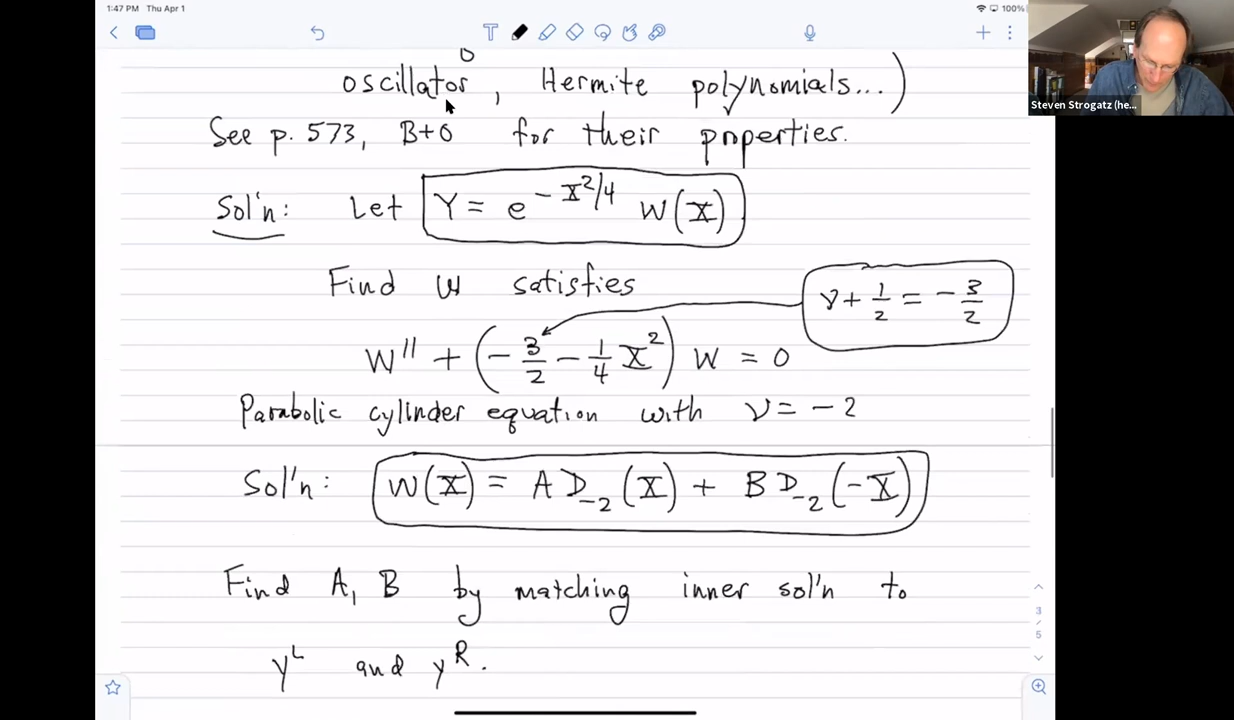 1:47 PM Thu Apr 1
100%
oscillator, Hermite polynomials...)
Steven Strogatz (he...
See p. 573, B+O for their properties.
Sol'n: Let Y = e^{-X²/4} W(X)
Find W satisfies
ν + 1/2 = -3/2
W'' + (-3/2 - 1/4 X²) W = 0
Parabolic cylinder equation with ν = -2
Sol'n: W(X) = A D_{-2}(X) + B D_{-2}(-X)
Find A, B by matching inner sol'n to
3/5
y^L and y^R.